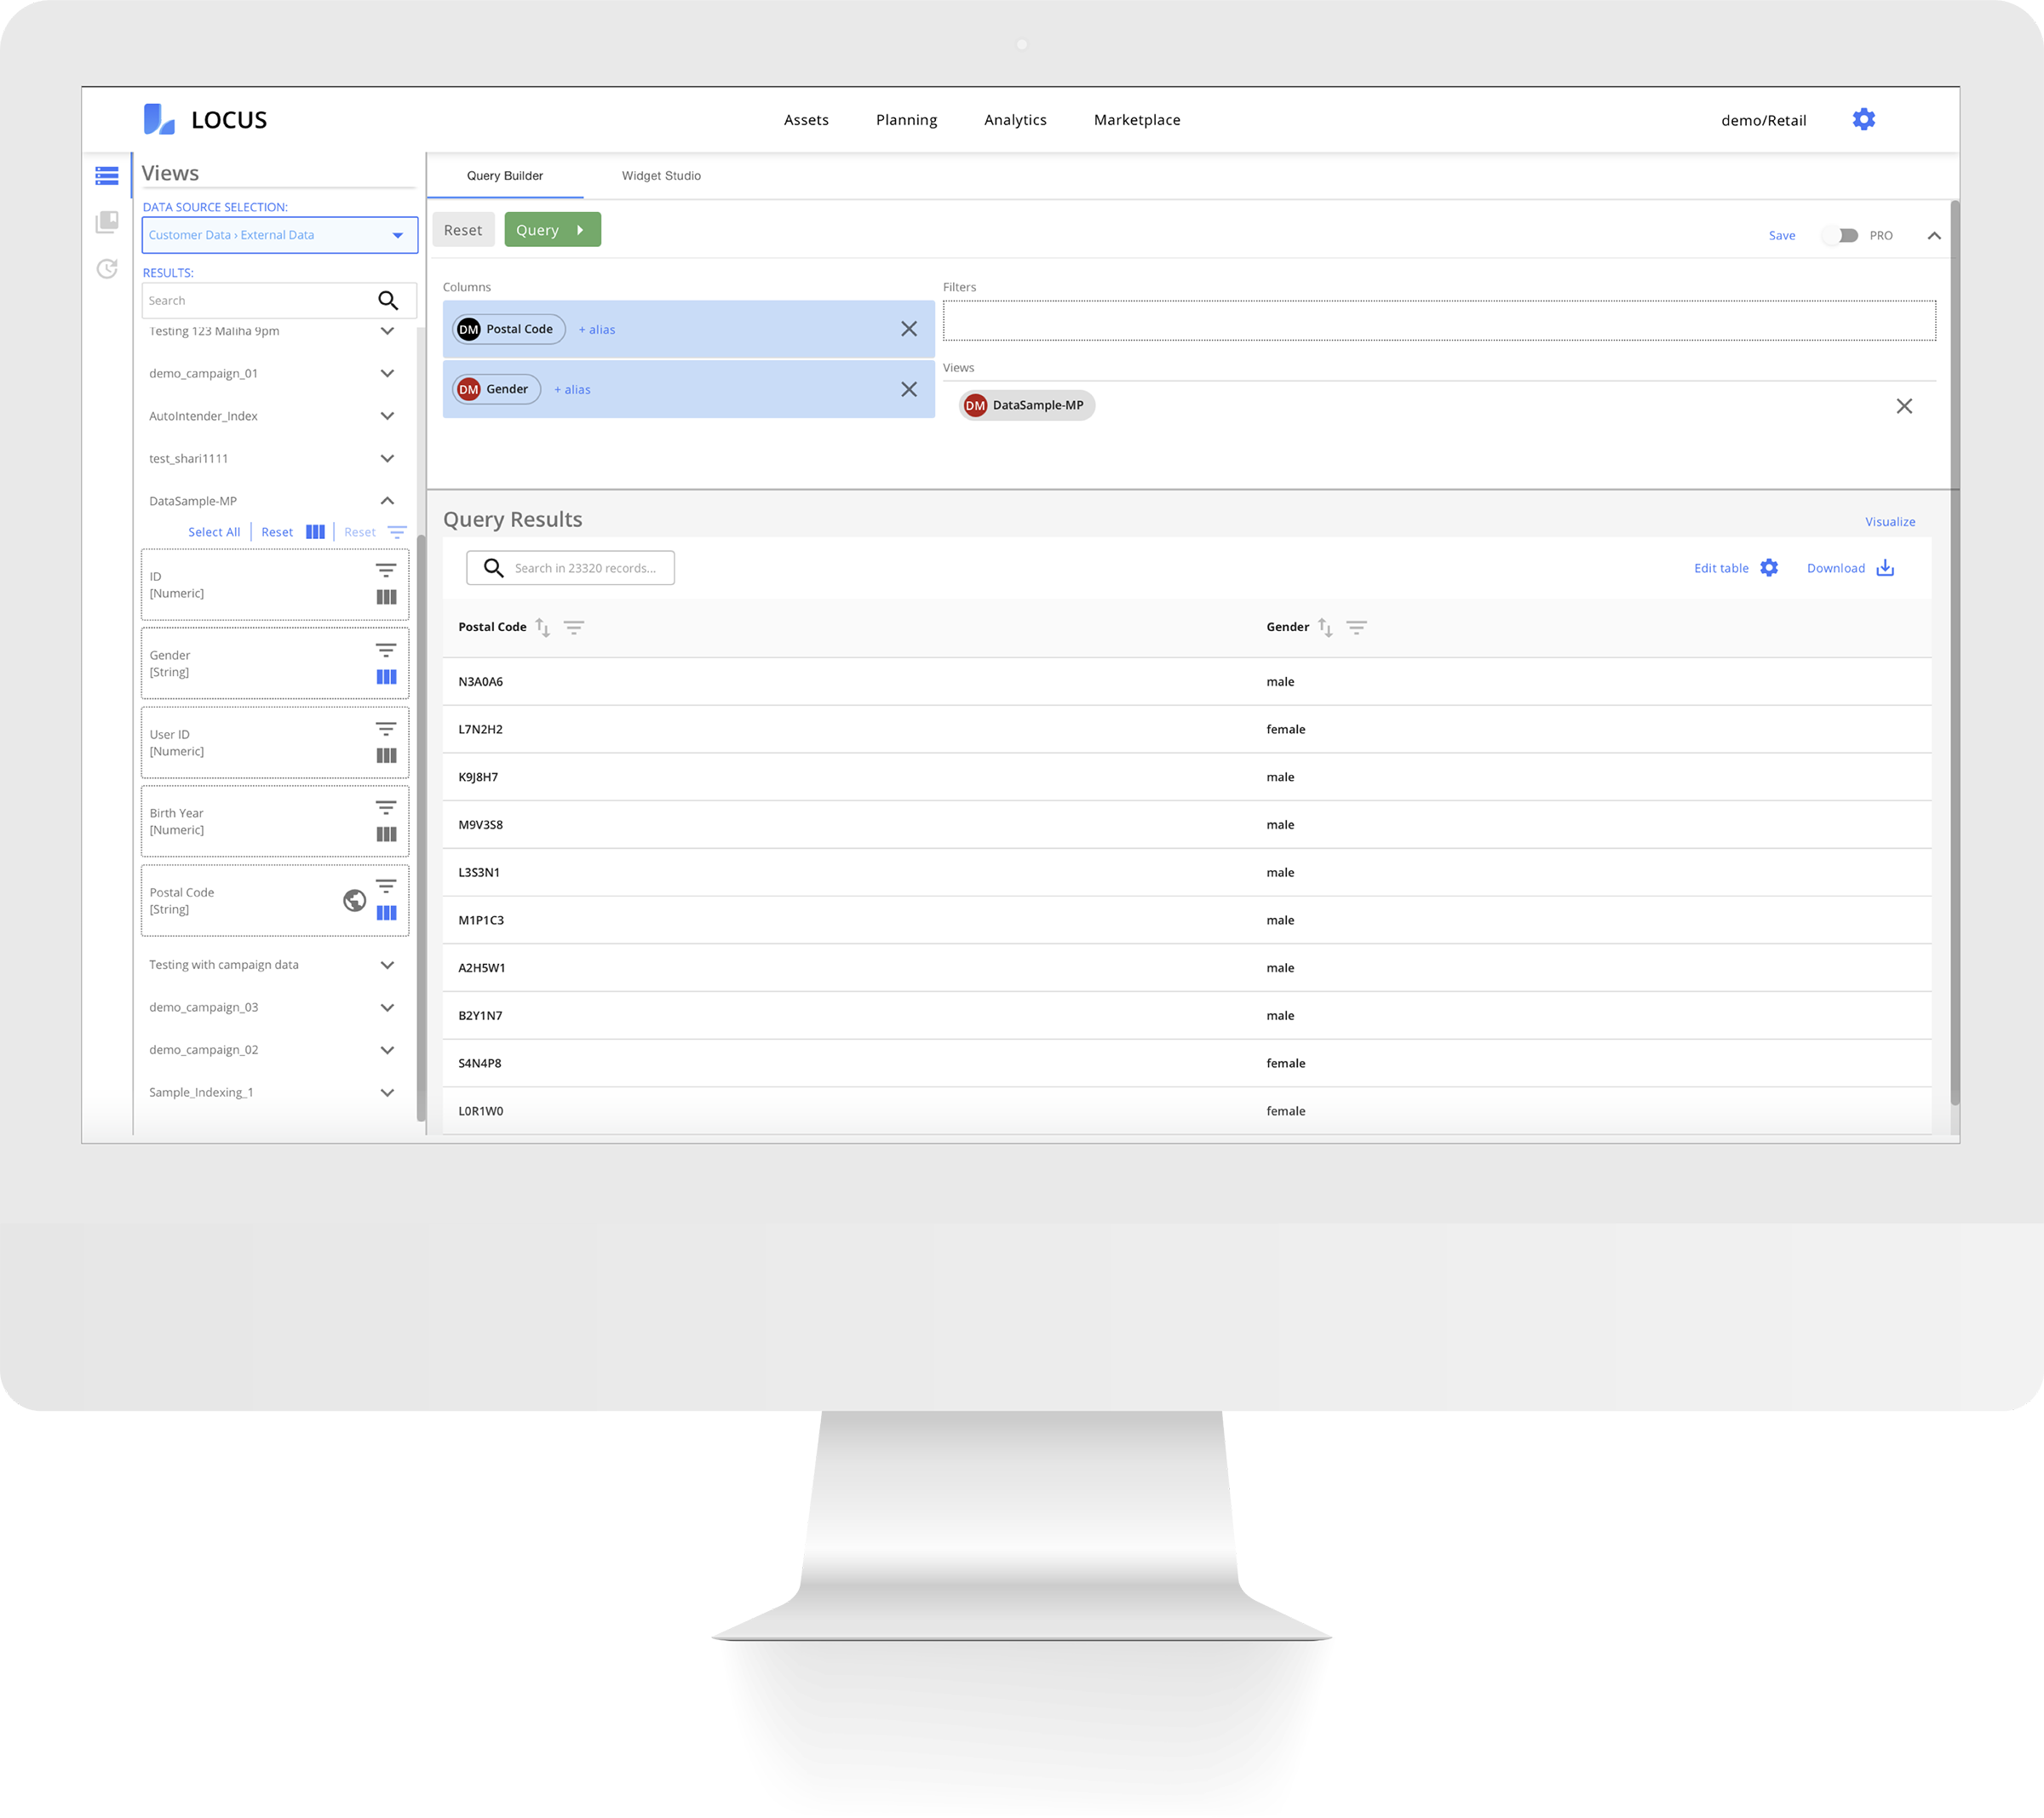 LOCUS
Assets
Planning
Analytics
Marketplace
demo/Retail
Views
DATA SOURCE SELECTION:
Customer Data › External Data
RESULTS:
Search
Testing 123 Maliha 9pm
demo_campaign_01
AutoIntender_Index
test_shari1111
DataSample-MP
Select All
Reset
Reset
ID
[Numeric]
Gender
[String]
User ID
[Numeric]
Birth Year
[Numeric]
Postal Code
[String]
Testing with campaign data
demo_campaign_03
demo_campaign_02
Sample_Indexing_1
Query Builder
Widget Studio
Reset
Query
Save
PRO
Columns
DM Postal Code + alias
DM Gender + alias
Filters
Views
DM DataSample-MP
Query Results
Visualize
Search in 23320 records...
Edit table
Download
Postal Code Gender
N3A0A6 male
L7N2H2 female
K9J8H7 male
M9V3S8 male
L3S3N1 male
M1P1C3 male
A2H5W1 male
B2Y1N7 male
S4N4P8 female
L0R1W0 female